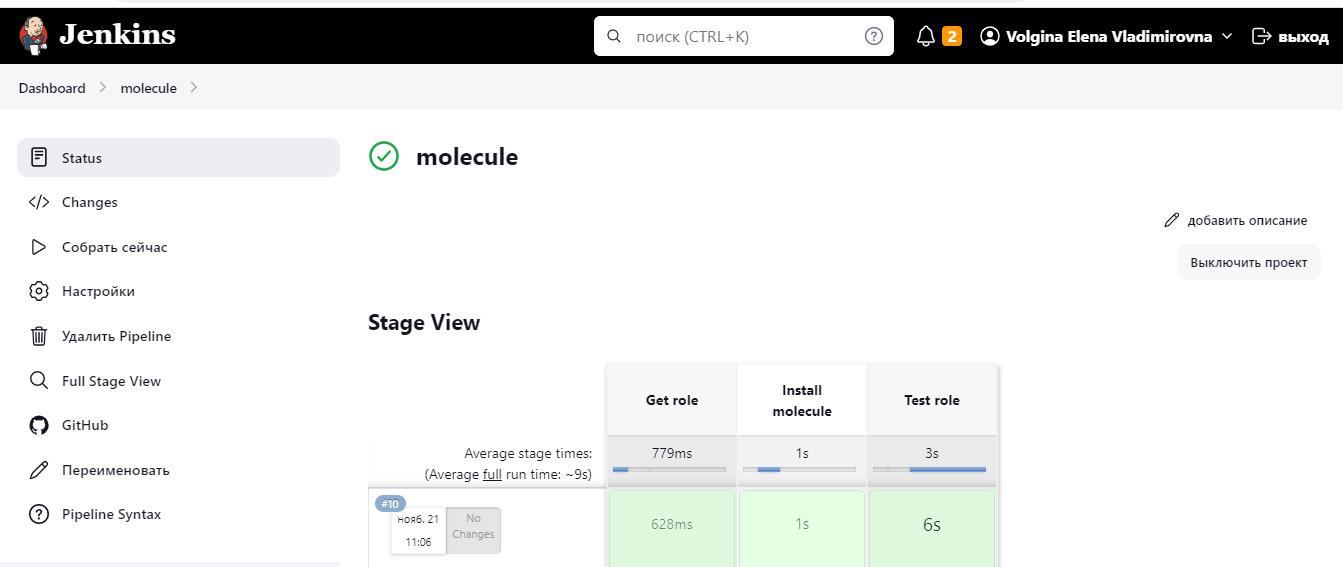 Jenkins
поиск (CTRL+K)
2
Volgina Elena Vladimirovna
выход
Dashboard
molecule
Status
Changes
Собрать сейчас
Настройки
Удалить Pipeline
Full Stage View
GitHub
Переименовать
Pipeline Syntax
molecule
добавить описание
Выключить проект
Stage View
Get role
Install
molecule
Test role
Average stage times:
(Average full run time: ~9s)
779ms
1s
3s
#10
нояб. 21
11:06
No
Changes
628ms
1s
6s